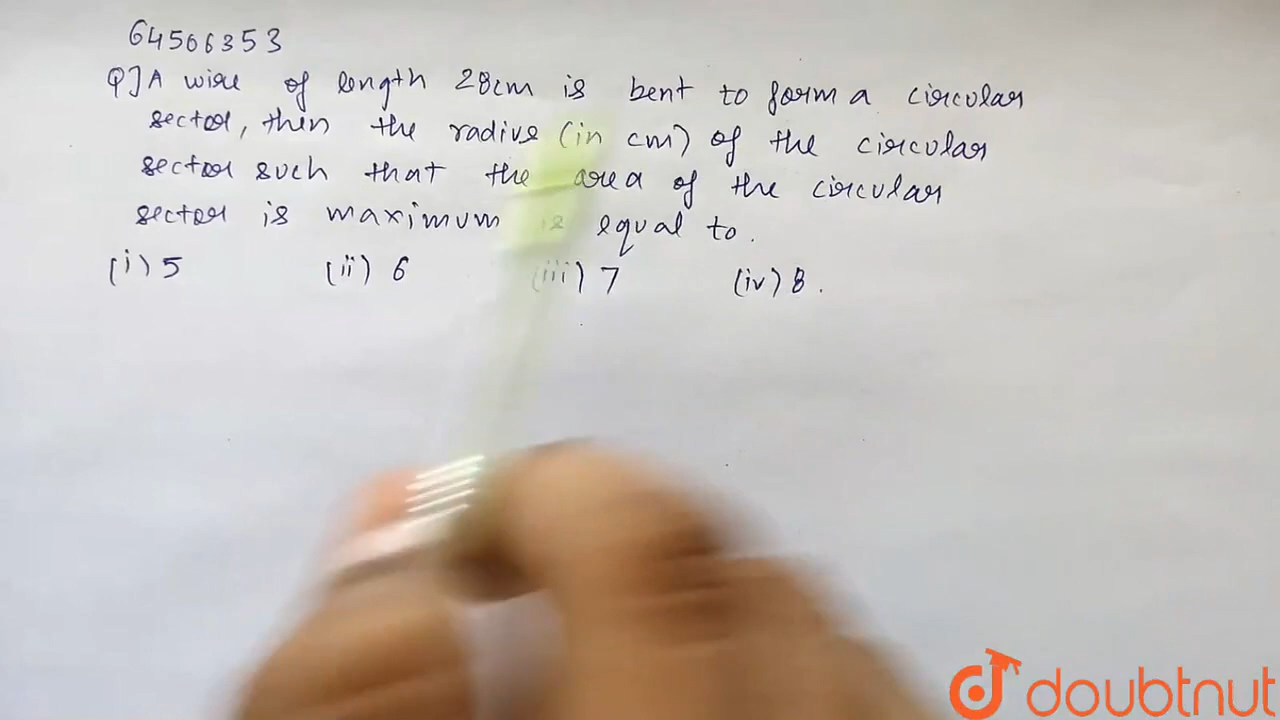 64506353
Q] A wire of length 28cm is bent to form a circular
sector, then the radius (in cm) of the circular
sector such that the area of the circular
sector is maximum is equal to.
(i) 5 (ii) 6 (iii) 7 (iv) 8.
doubtnut